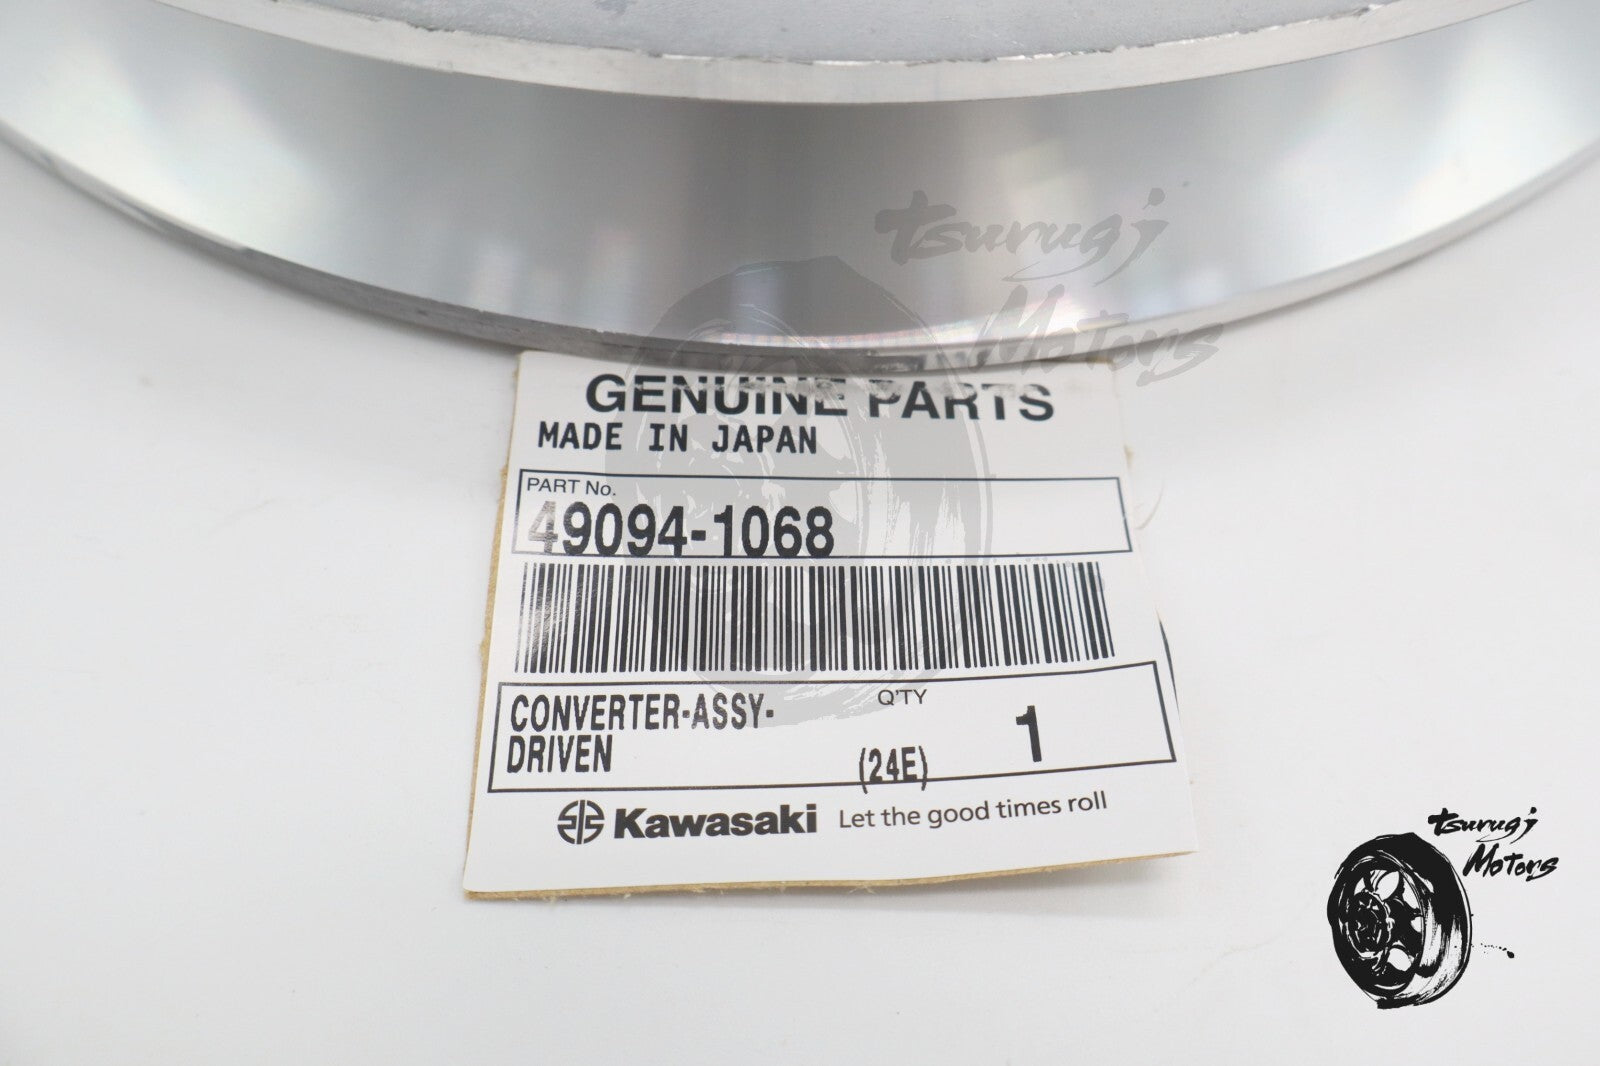 tsurugi
Motors
GENUINE PARTS
MADE IN JAPAN
PART No.
49094-1068
CONVERTER-ASSY-
DRIVEN
Q'TY
(24E)
1
Kawasaki Let the good times roll
tsurugi
Motors